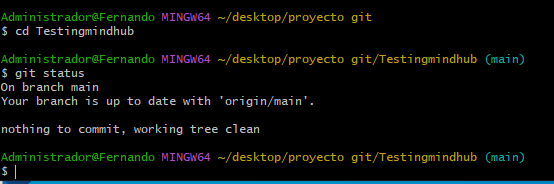 Administrador@Fernando MINGW64 ~/desktop/proyecto git
$ cd Testingmindhub
Administrador@Fernando MINGW64 ~/desktop/proyecto git/Testingmindhub (main)
$ git status
On branch main
Your branch is up to date with 'origin/main'.
nothing to commit, working tree clean
Administrador@Fernando MINGW64 ~/desktop/proyecto git/Testingmindhub (main)
$